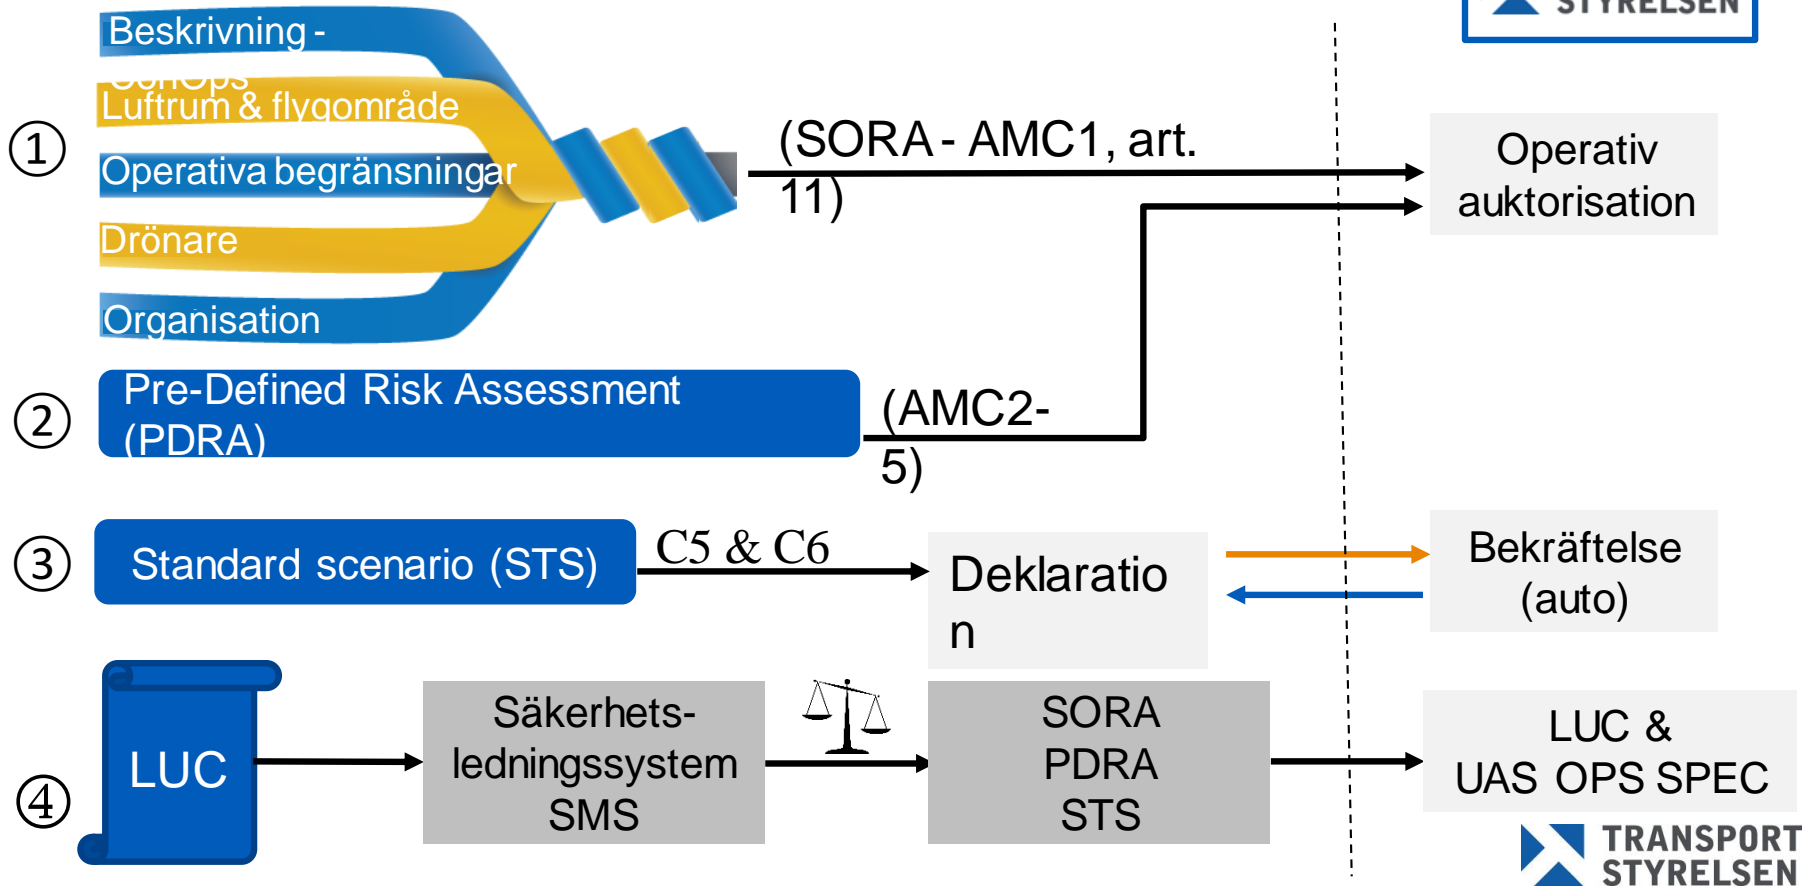 STYRELSEN
Beskrivning -
ConOps
Luftrum & flygområde
Operativa begränsningar
Drönare
Organisation
①
(SORA - AMC1, art.
11)
Operativ
auktorisation
②
Pre-Defined Risk Assessment
(PDRA)
(AMC2-
5)
③
Standard scenario (STS)
C5 & C6
Deklaratio
n
Bekräftelse
(auto)
④
LUC
Säkerhets-
ledningssystem
SMS
SORA
PDRA
STS
LUC &
UAS OPS SPEC
TRANSPORT
STYRELSEN